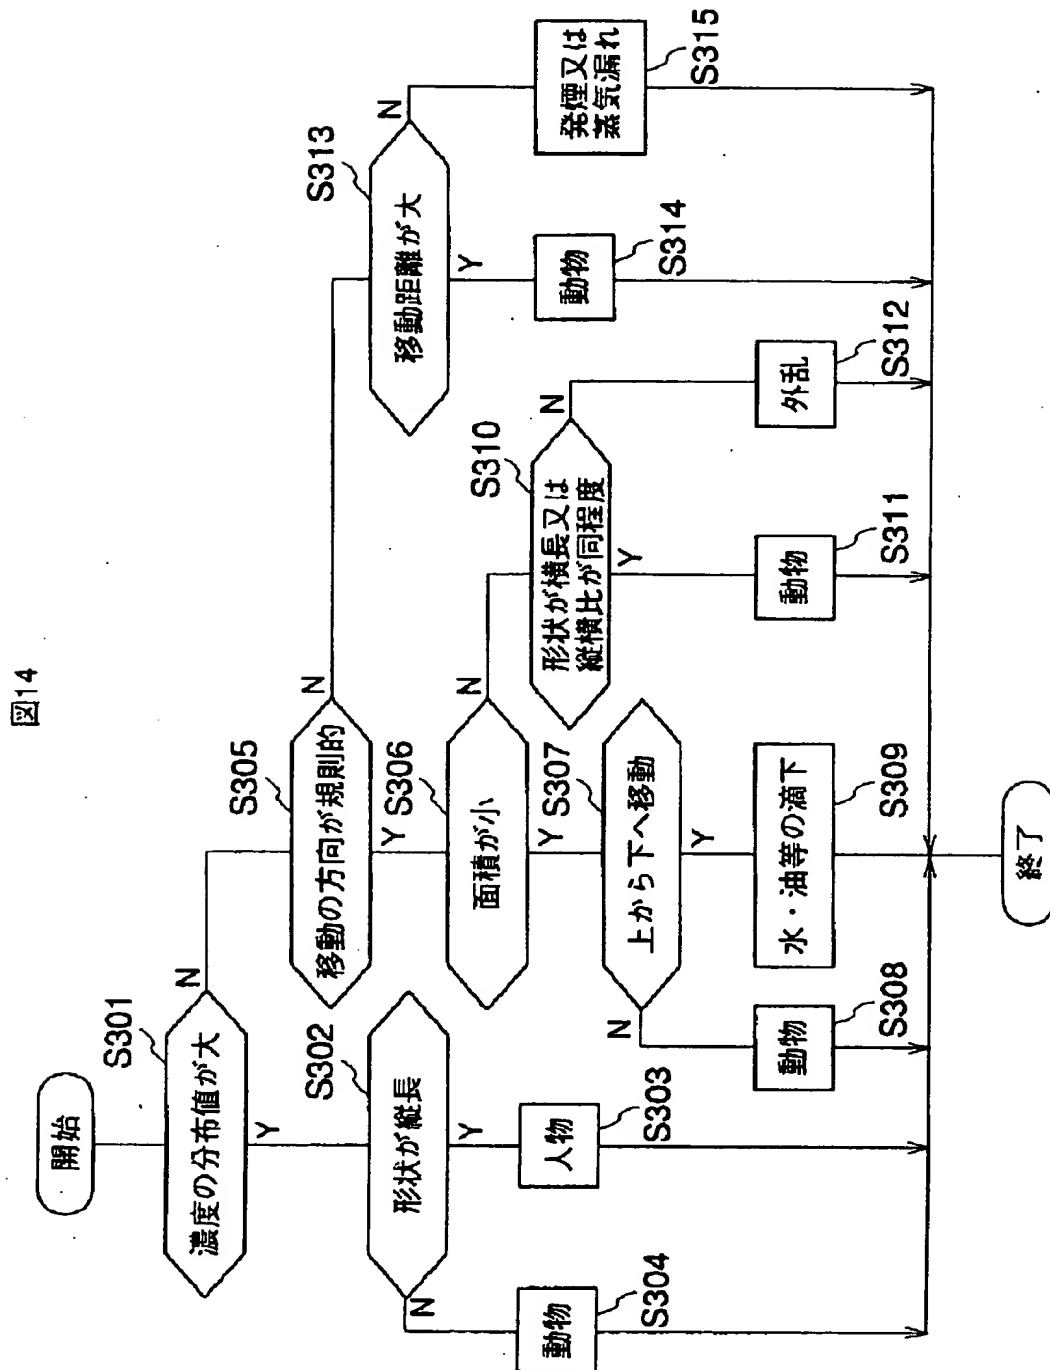 図14
開始
S301
濃度の分布値が大
N
Y
S302
形状が縦長
N
Y
S303
人物
S304
動物
S305
移動の方向が規則的
N
Y
S306
面積が小
N
Y
S307
上から下へ移動
N
Y
S308
動物
S309
水・油等の滴下
S310
形状が横長又は
縦横比が同程度
N
Y
S311
動物
S312
外乱
S313
移動距離が大
N
Y
S314
動物
S315
発煙又は
蒸気漏れ
終了